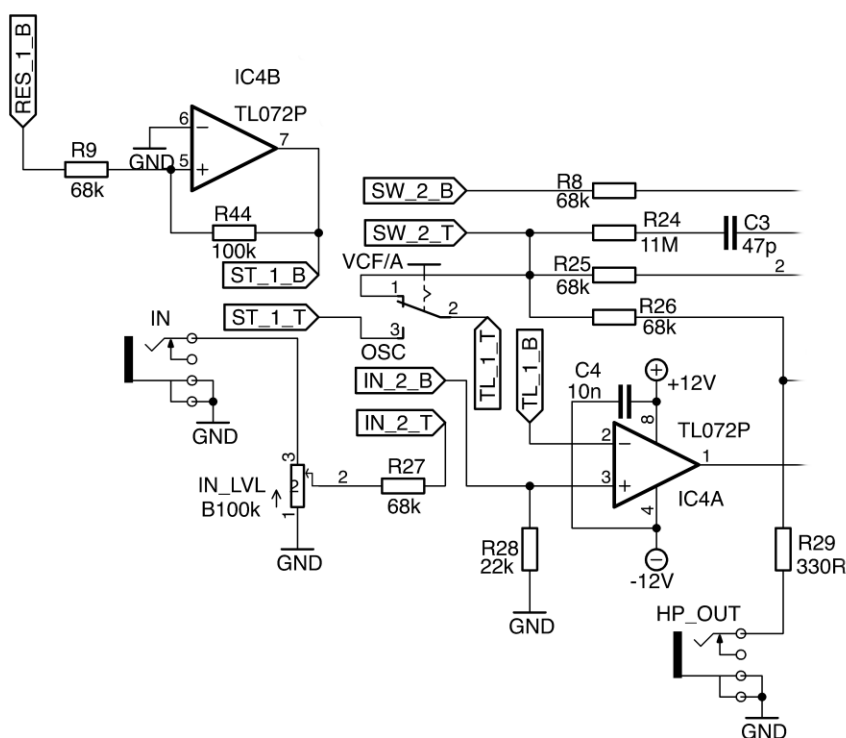 RES_1_B
IC4B
TL072P
6
7
GND
5
R9
68k
R44
100k
ST_1_B
ST_1_T
SW_2_B
R8
68k
SW_2_T
R24
11M
C3
47p
VCF/A
R25
68k
2
1
2
3
OSC
R26
68k
TL_1_T
TL_1_B
IN
GND
IN_2_B
IN_2_T
C4
10n
+12V
8
TL072P
2
1
3
IC4A
4
-12V
3
IN_LVL
B100k
2
1
2
R27
68k
GND
R28
22k
GND
R29
330R
HP_OUT
GND